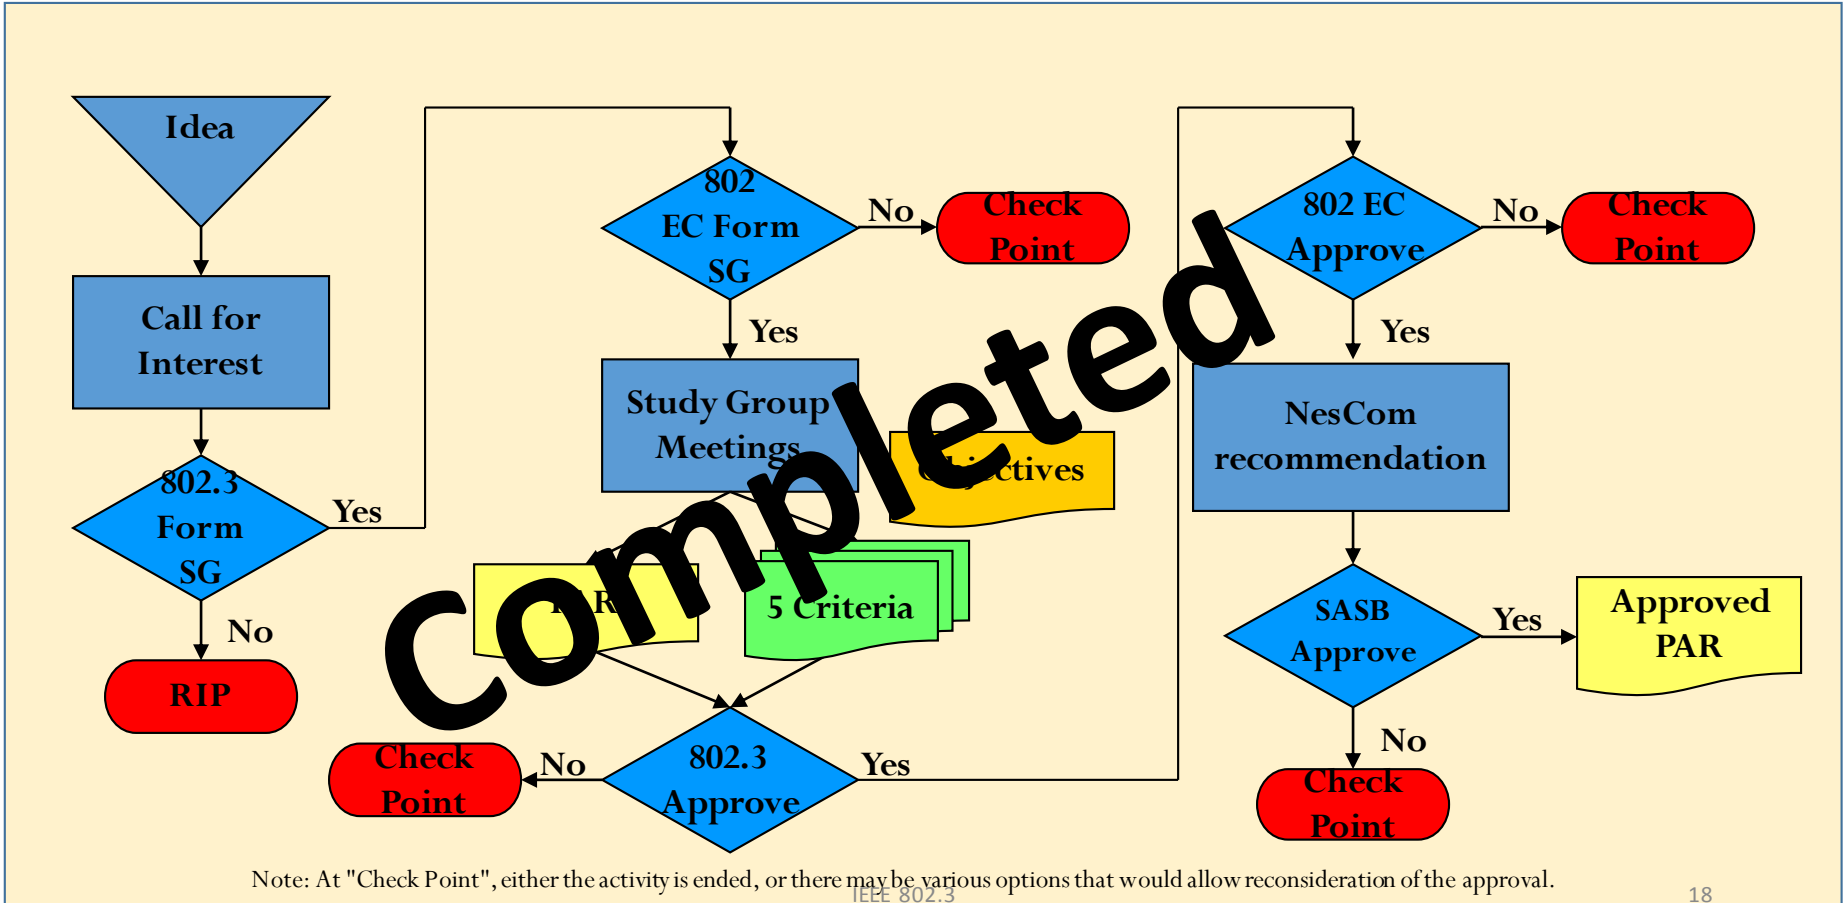 Idea
Call for
Interest
802.3
Form
SG
Yes
No
RIP
802
EC Form
SG
No
Check
Point
Yes
Study Group
Meetings
Objectives
PAR
5 Criteria
Completed
802.3
Approve
No
Check
Point
Yes
802 EC
Approve
No
Check
Point
Yes
NesCom
recommendation
SASB
Approve
Yes
Approved
PAR
No
Check
Point
Note: At "Check Point", either the activity is ended, or there may be various options that would allow reconsideration of the approval.
IEEE 802.3
18